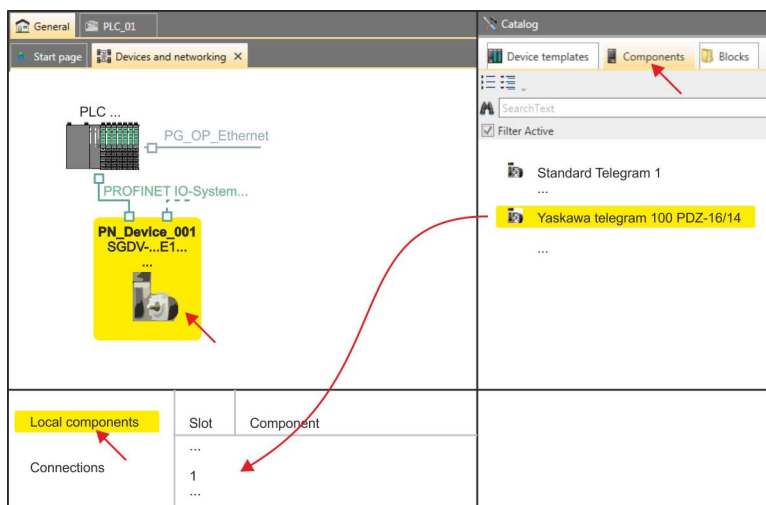 General
PLC_01
Start page
Devices and networking ×
PLC ...
PG_OP_Ethernet
PROFINET IO-System...
PN_Device_001
SGDV-...E1...
...
Local components
Connections
Slot
Component
...
1
...
Catalog
Device templates
Components
Blocks
SearchText
Filter Active
Standard Telegram 1
...
Yaskawa telegram 100 PDZ-16/14
...